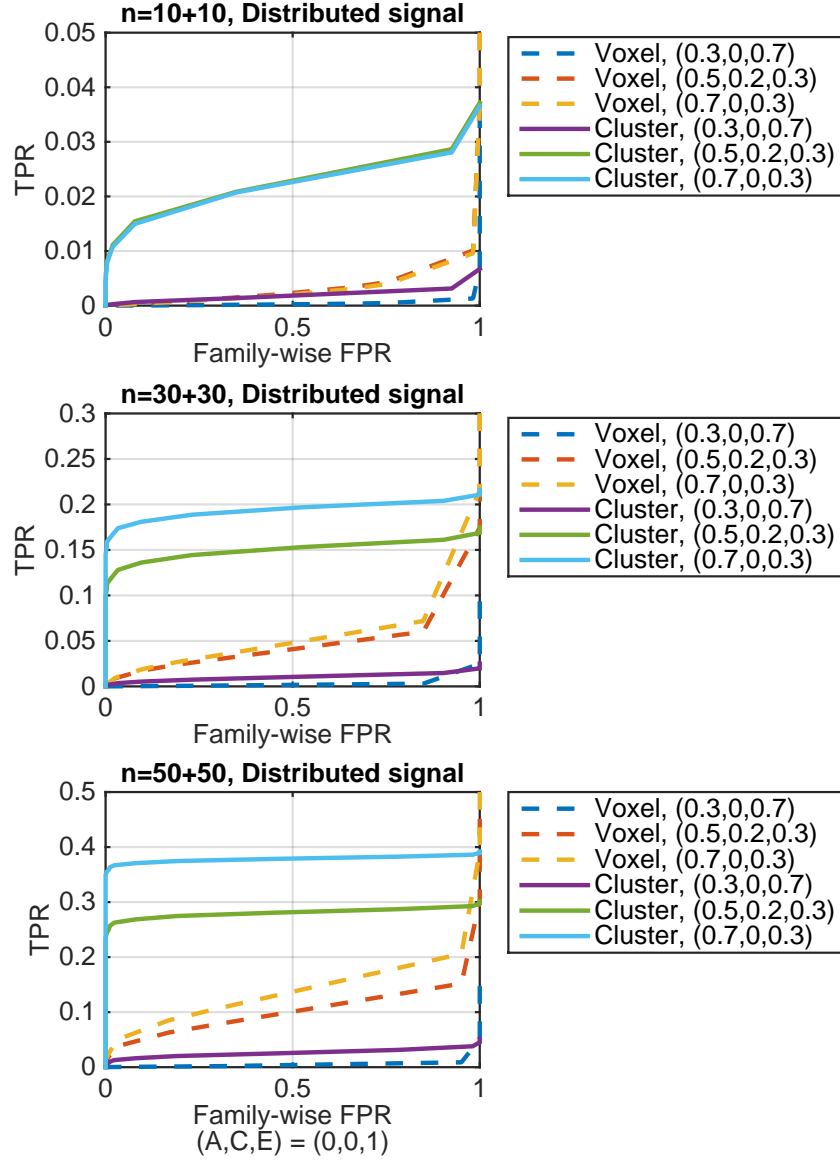 n=10+10, Distributed signal
0.05
0.04
0.03
0.02
0.01
0
TPR
0
0.5
1
Family-wise FPR
Voxel, (0.3,0,0.7)
Voxel, (0.5,0.2,0.3)
Voxel, (0.7,0,0.3)
Cluster, (0.3,0,0.7)
Cluster, (0.5,0.2,0.3)
Cluster, (0.7,0,0.3)
n=30+30, Distributed signal
0.3
0.25
0.2
0.15
0.1
0.05
0
TPR
0
0.5
1
Family-wise FPR
Voxel, (0.3,0,0.7)
Voxel, (0.5,0.2,0.3)
Voxel, (0.7,0,0.3)
Cluster, (0.3,0,0.7)
Cluster, (0.5,0.2,0.3)
Cluster, (0.7,0,0.3)
n=50+50, Distributed signal
0.5
0.4
0.3
0.2
0.1
0
TPR
0
0.5
1
Family-wise FPR
(A,C,E) = (0,0,1)
Voxel, (0.3,0,0.7)
Voxel, (0.5,0.2,0.3)
Voxel, (0.7,0,0.3)
Cluster, (0.3,0,0.7)
Cluster, (0.5,0.2,0.3)
Cluster, (0.7,0,0.3)